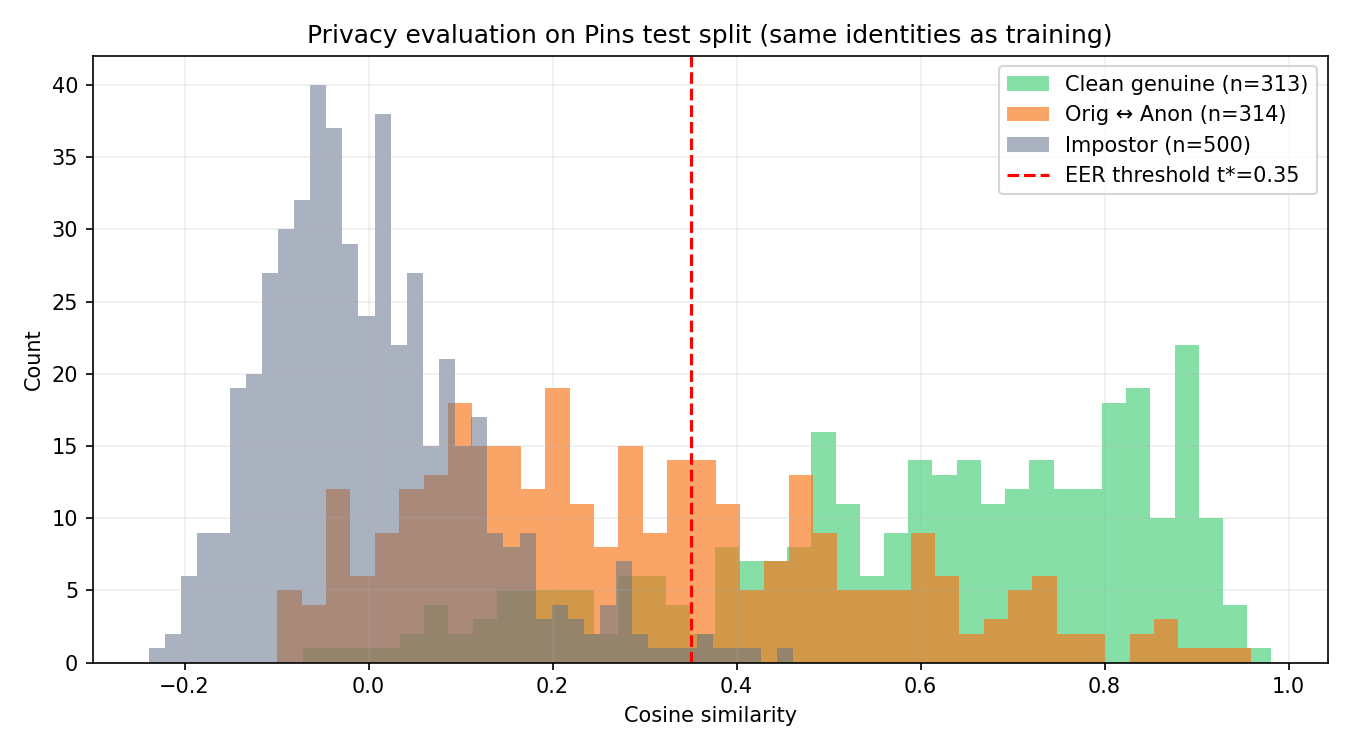 Privacy evaluation on Pins test split (same identities as training)
Clean genuine (n=313)
Orig ↔ Anon (n=314)
Impostor (n=500)
EER threshold t*=0.35
Count
40
35
30
25
20
15
10
5
0
−0.2 0.0 0.2 0.4 0.6 0.8 1.0
Cosine similarity